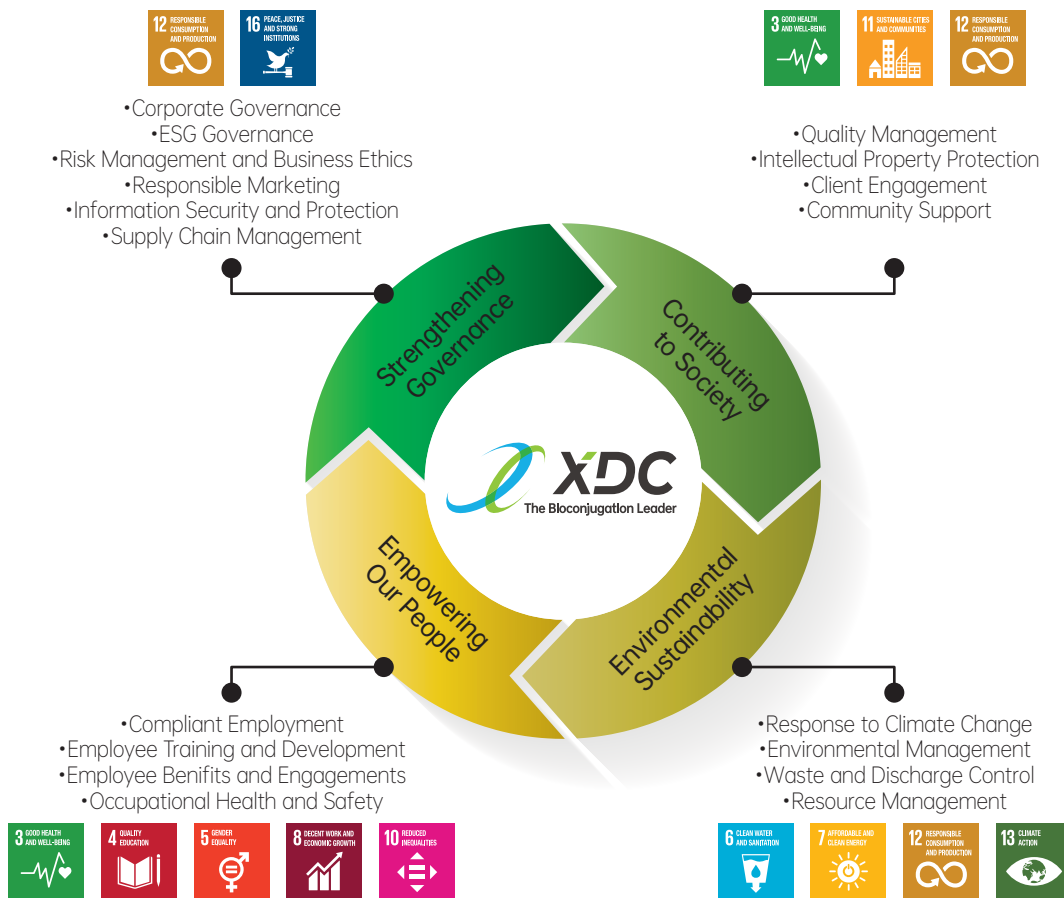 12 RESPONSIBLE
CONSUMPTION
AND PRODUCTION
16 PEACE, JUSTICE
AND STRONG
INSTITUTIONS
•Corporate Governance
•ESG Governance
•Risk Management and Business Ethics
•Responsible Marketing
•Information Security and Protection
•Supply Chain Management
3 GOOD HEALTH
AND WELL-BEING
11 SUSTAINABLE CITIES
AND COMMUNITIES
12 RESPONSIBLE
CONSUMPTION
AND PRODUCTION
•Quality Management
•Intellectual Property Protection
•Client Engagement
•Community Support
Strengthening
Governance
Contributing
to Society
XDC
The Bioconjugation Leader
Empowering
Our People
Environmental
Sustainability
•Compliant Employment
•Employee Training and Development
•Employee Benifits and Engagements
•Occupational Health and Safety
3 GOOD HEALTH
AND WELL-BEING
4 QUALITY
EDUCATION
5 GENDER
EQUALITY
8 DECENT WORK AND
ECONOMIC GROWTH
10 REDUCED
INEQUALITIES
•Response to Climate Change
•Environmental Management
•Waste and Discharge Control
•Resource Management
6 CLEAN WATER
AND SANITATION
7 AFFORDABLE AND
CLEAN ENERGY
12 RESPONSIBLE
CONSUMPTION
AND PRODUCTION
13 CLIMATE
ACTION